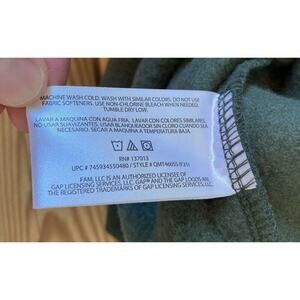 MACHINE WASH COLD. WASH WITH SIMILAR COLORS. DO NOT USE
FABRIC SOFTENERS. USE NON-CHLORINE BLEACH WHEN NEEDED.
TUMBLE DRY LOW.
LAVAR A MAQUINA CON AGUA FRIA. LAVAR CON COLORES SIMILARES.
NO USAR SUAVIZANTES. USAR BLANQUEADOR SIN CLORO CUANDO SEA
NECESARIO. SECAR A MAQUINA A TEMPERATURA BAJA.
RN# 137013
UPC # 745934550480 / STYLE #
FAM, LLC IS AN AUTHORIZED LICENSEE OF
GAP LICENSING SERVICES, LLC. GAP® AND THE GAP LOGOS ARE
THE REGISTERED TRADEMARKS OF GAP LICENSING SERVICES, LLC.